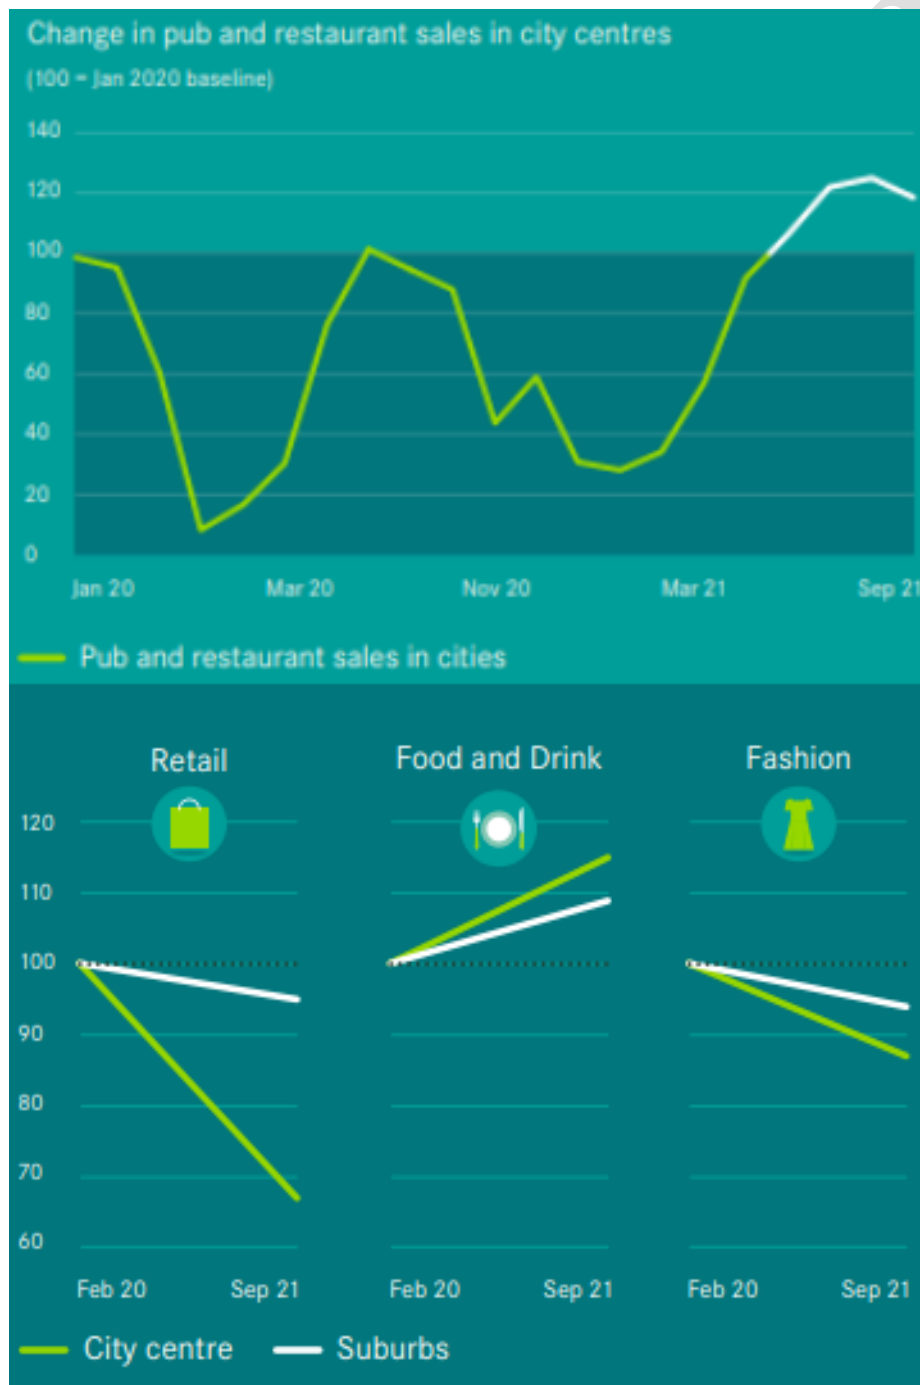 Change in pub and restaurant sales in city centres
(100 = Jan 2020 baseline)
140
120
100
80
60
40
20
0
Jan 20 Mar 20 Nov 20 Mar 21 Sep 21
Pub and restaurant sales in cities
Retail Food and Drink Fashion
120
110
100
90
80
70
60
Feb 20 Sep 21 Feb 20 Sep 21 Feb 20 Sep 21
City centre Suburbs